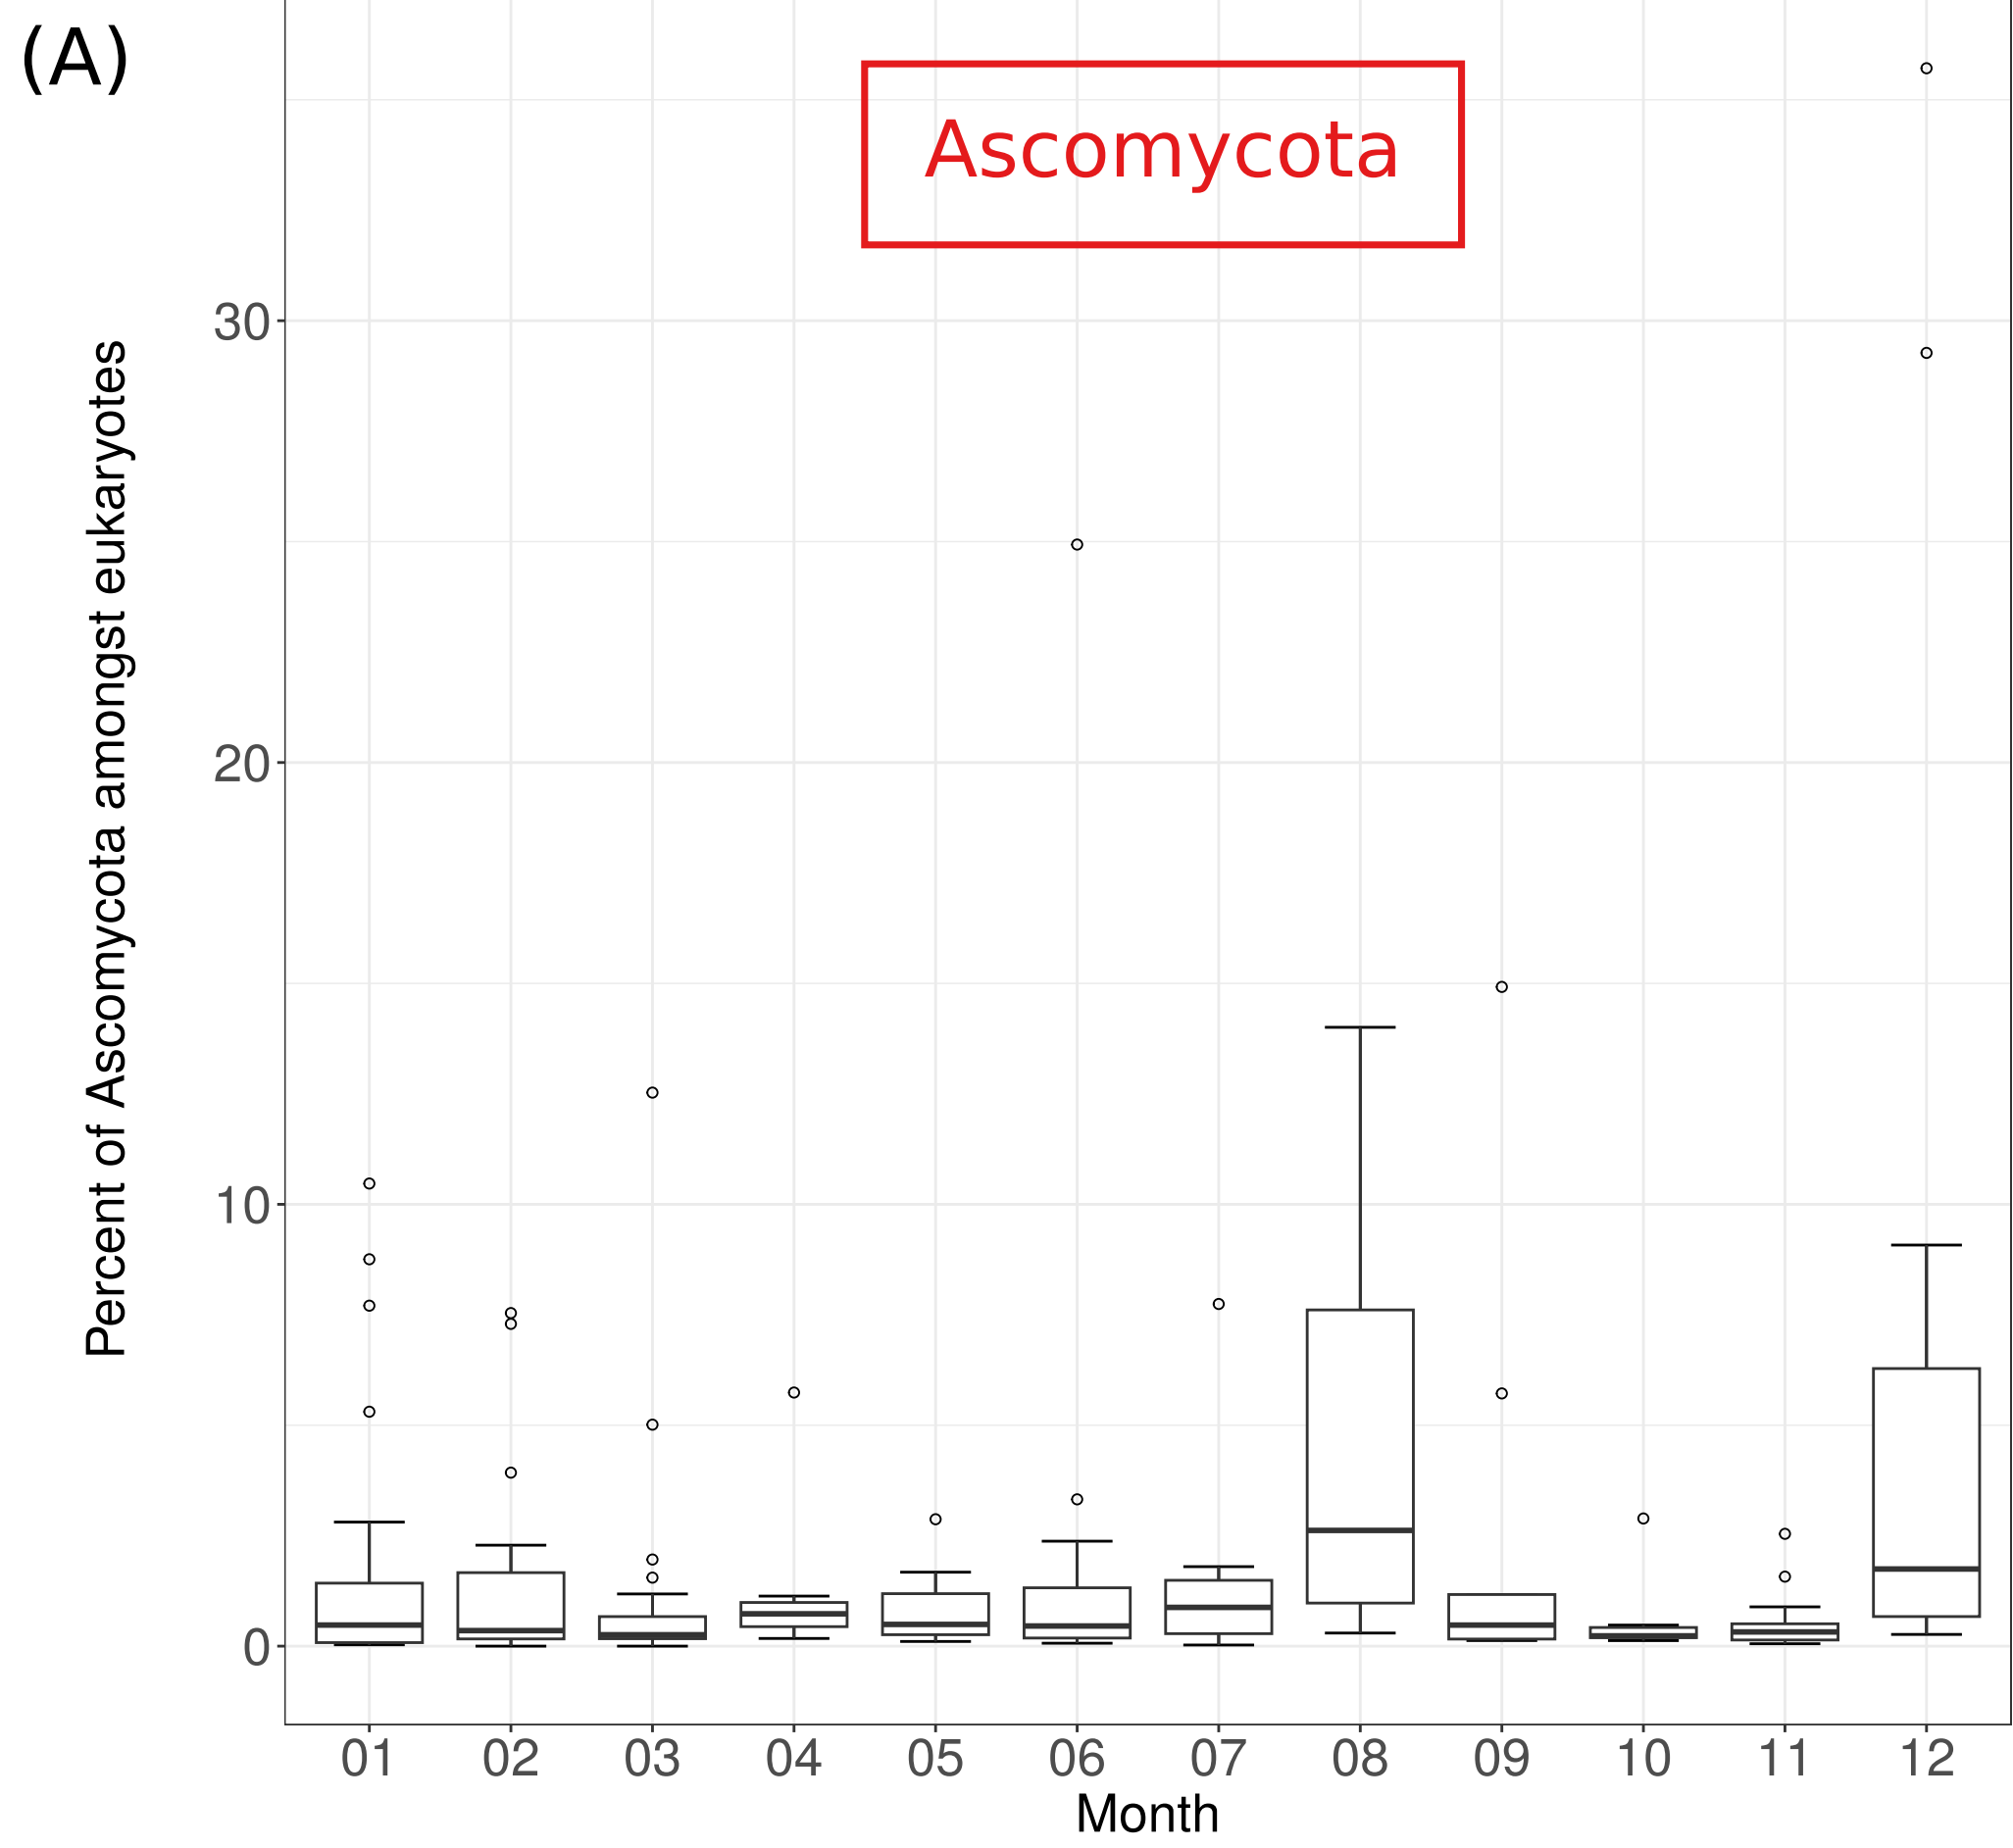 (A)
Ascomycota
Percent of Ascomycota amongst eukaryotes
30
20
10
0
01 02 03 04 05 06 07 08 09 10 11 12
Month